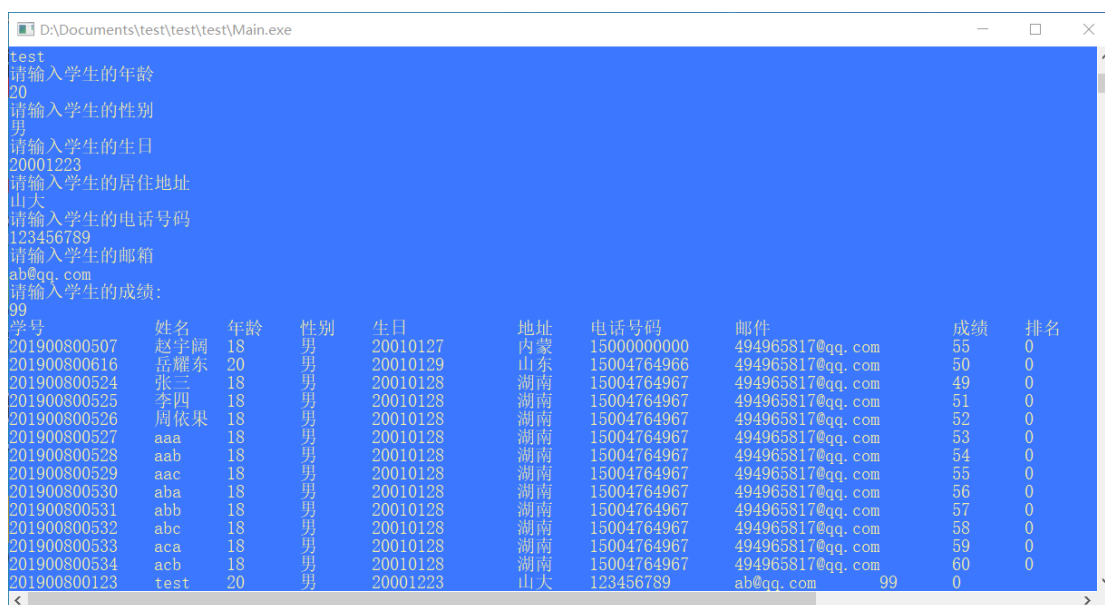 D:\Documents\test\test\test\Main.exe
test
请输入学生的年龄
20
请输入学生的性别
男
请输入学生的生日
20001223
请输入学生的居住地址
山大
请输入学生的电话号码
123456789
请输入学生的邮箱
ab@qq.com
请输入学生的成绩:
99
学号 姓名 年龄 性别 生日 地址 电话号码 邮件 成绩 排名
201900800507 赵宇阔 18 男 20010127 内蒙 15000000000 494965817@qq.com 55 0
201900800616 岳耀东 20 男 20010129 山东 15004764966 494965817@qq.com 50 0
201900800524 张三 18 男 20010128 湖南 15004764967 494965817@qq.com 49 0
201900800525 李四 18 男 20010128 湖南 15004764967 494965817@qq.com 51 0
201900800526 周依果 18 男 20010128 湖南 15004764967 494965817@qq.com 52 0
201900800527 aaa 18 男 20010128 湖南 15004764967 494965817@qq.com 53 0
201900800528 aab 18 男 20010128 湖南 15004764967 494965817@qq.com 54 0
201900800529 aac 18 男 20010128 湖南 15004764967 494965817@qq.com 55 0
201900800530 aba 18 男 20010128 湖南 15004764967 494965817@qq.com 56 0
201900800531 abb 18 男 20010128 湖南 15004764967 494965817@qq.com 57 0
201900800532 abc 18 男 20010128 湖南 15004764967 494965817@qq.com 58 0
201900800533 aca 18 男 20010128 湖南 15004764967 494965817@qq.com 59 0
201900800534 acb 18 男 20010128 湖南 15004764967 494965817@qq.com 60 0
201900800123 test 20 男 20001223 山大 123456789 ab@qq.com 99 0